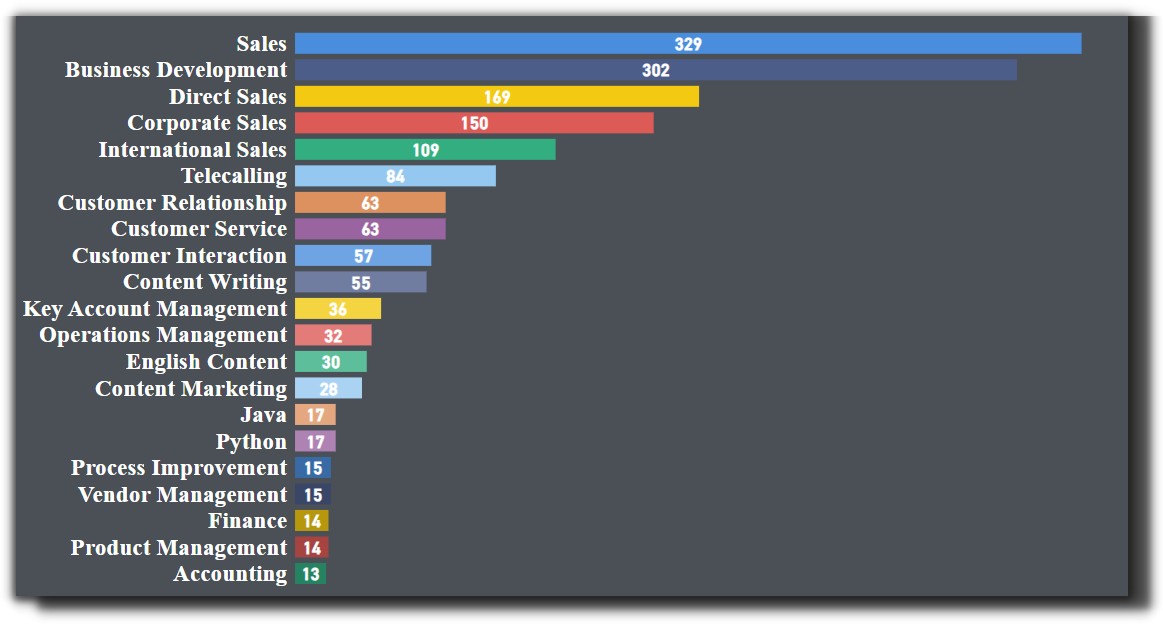 Sales 329
Business Development 302
Direct Sales 169
Corporate Sales 150
International Sales 109
Telecalling 84
Customer Relationship 63
Customer Service 63
Customer Interaction 57
Content Writing 55
Key Account Management 36
Operations Management 32
English Content 30
Content Marketing 28
Java 17
Python 17
Process Improvement 15
Vendor Management 15
Finance 14
Product Management 14
Accounting 13